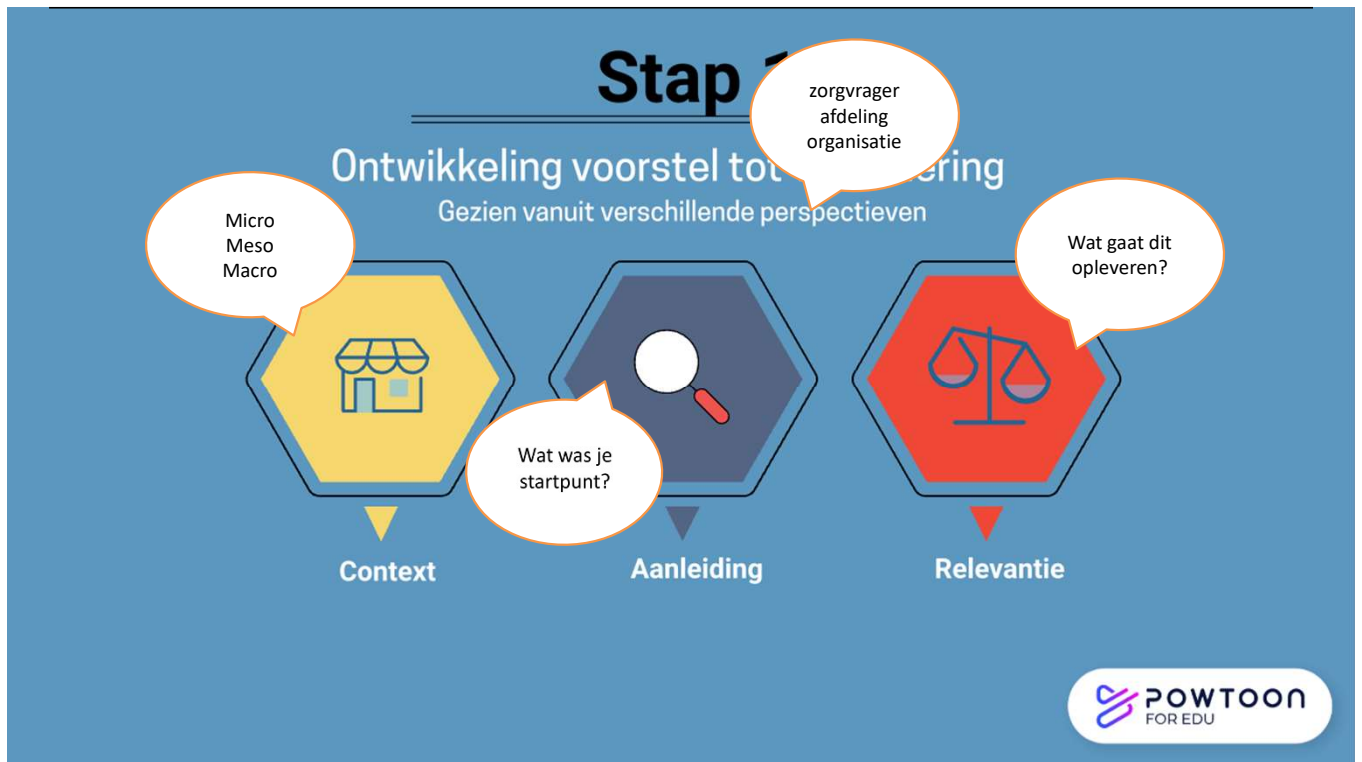 Stap 1
zorgvrager
afdeling
organisatie
Ontwikkeling voorstel tot ering
Gezien vanuit verschillende perspectieven
Micro
Meso
Macro
Wat gaat dit
opleveren?
Wat was je
startpunt?
Context
Aanleiding
Relevantie
POWTOON
FOR EDU